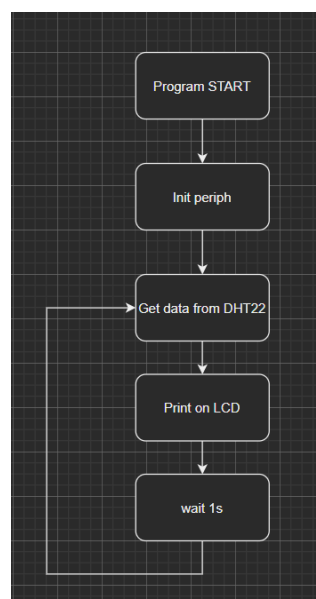 Program START
Init periph
Get data from DHT22
Print on LCD
wait 1s